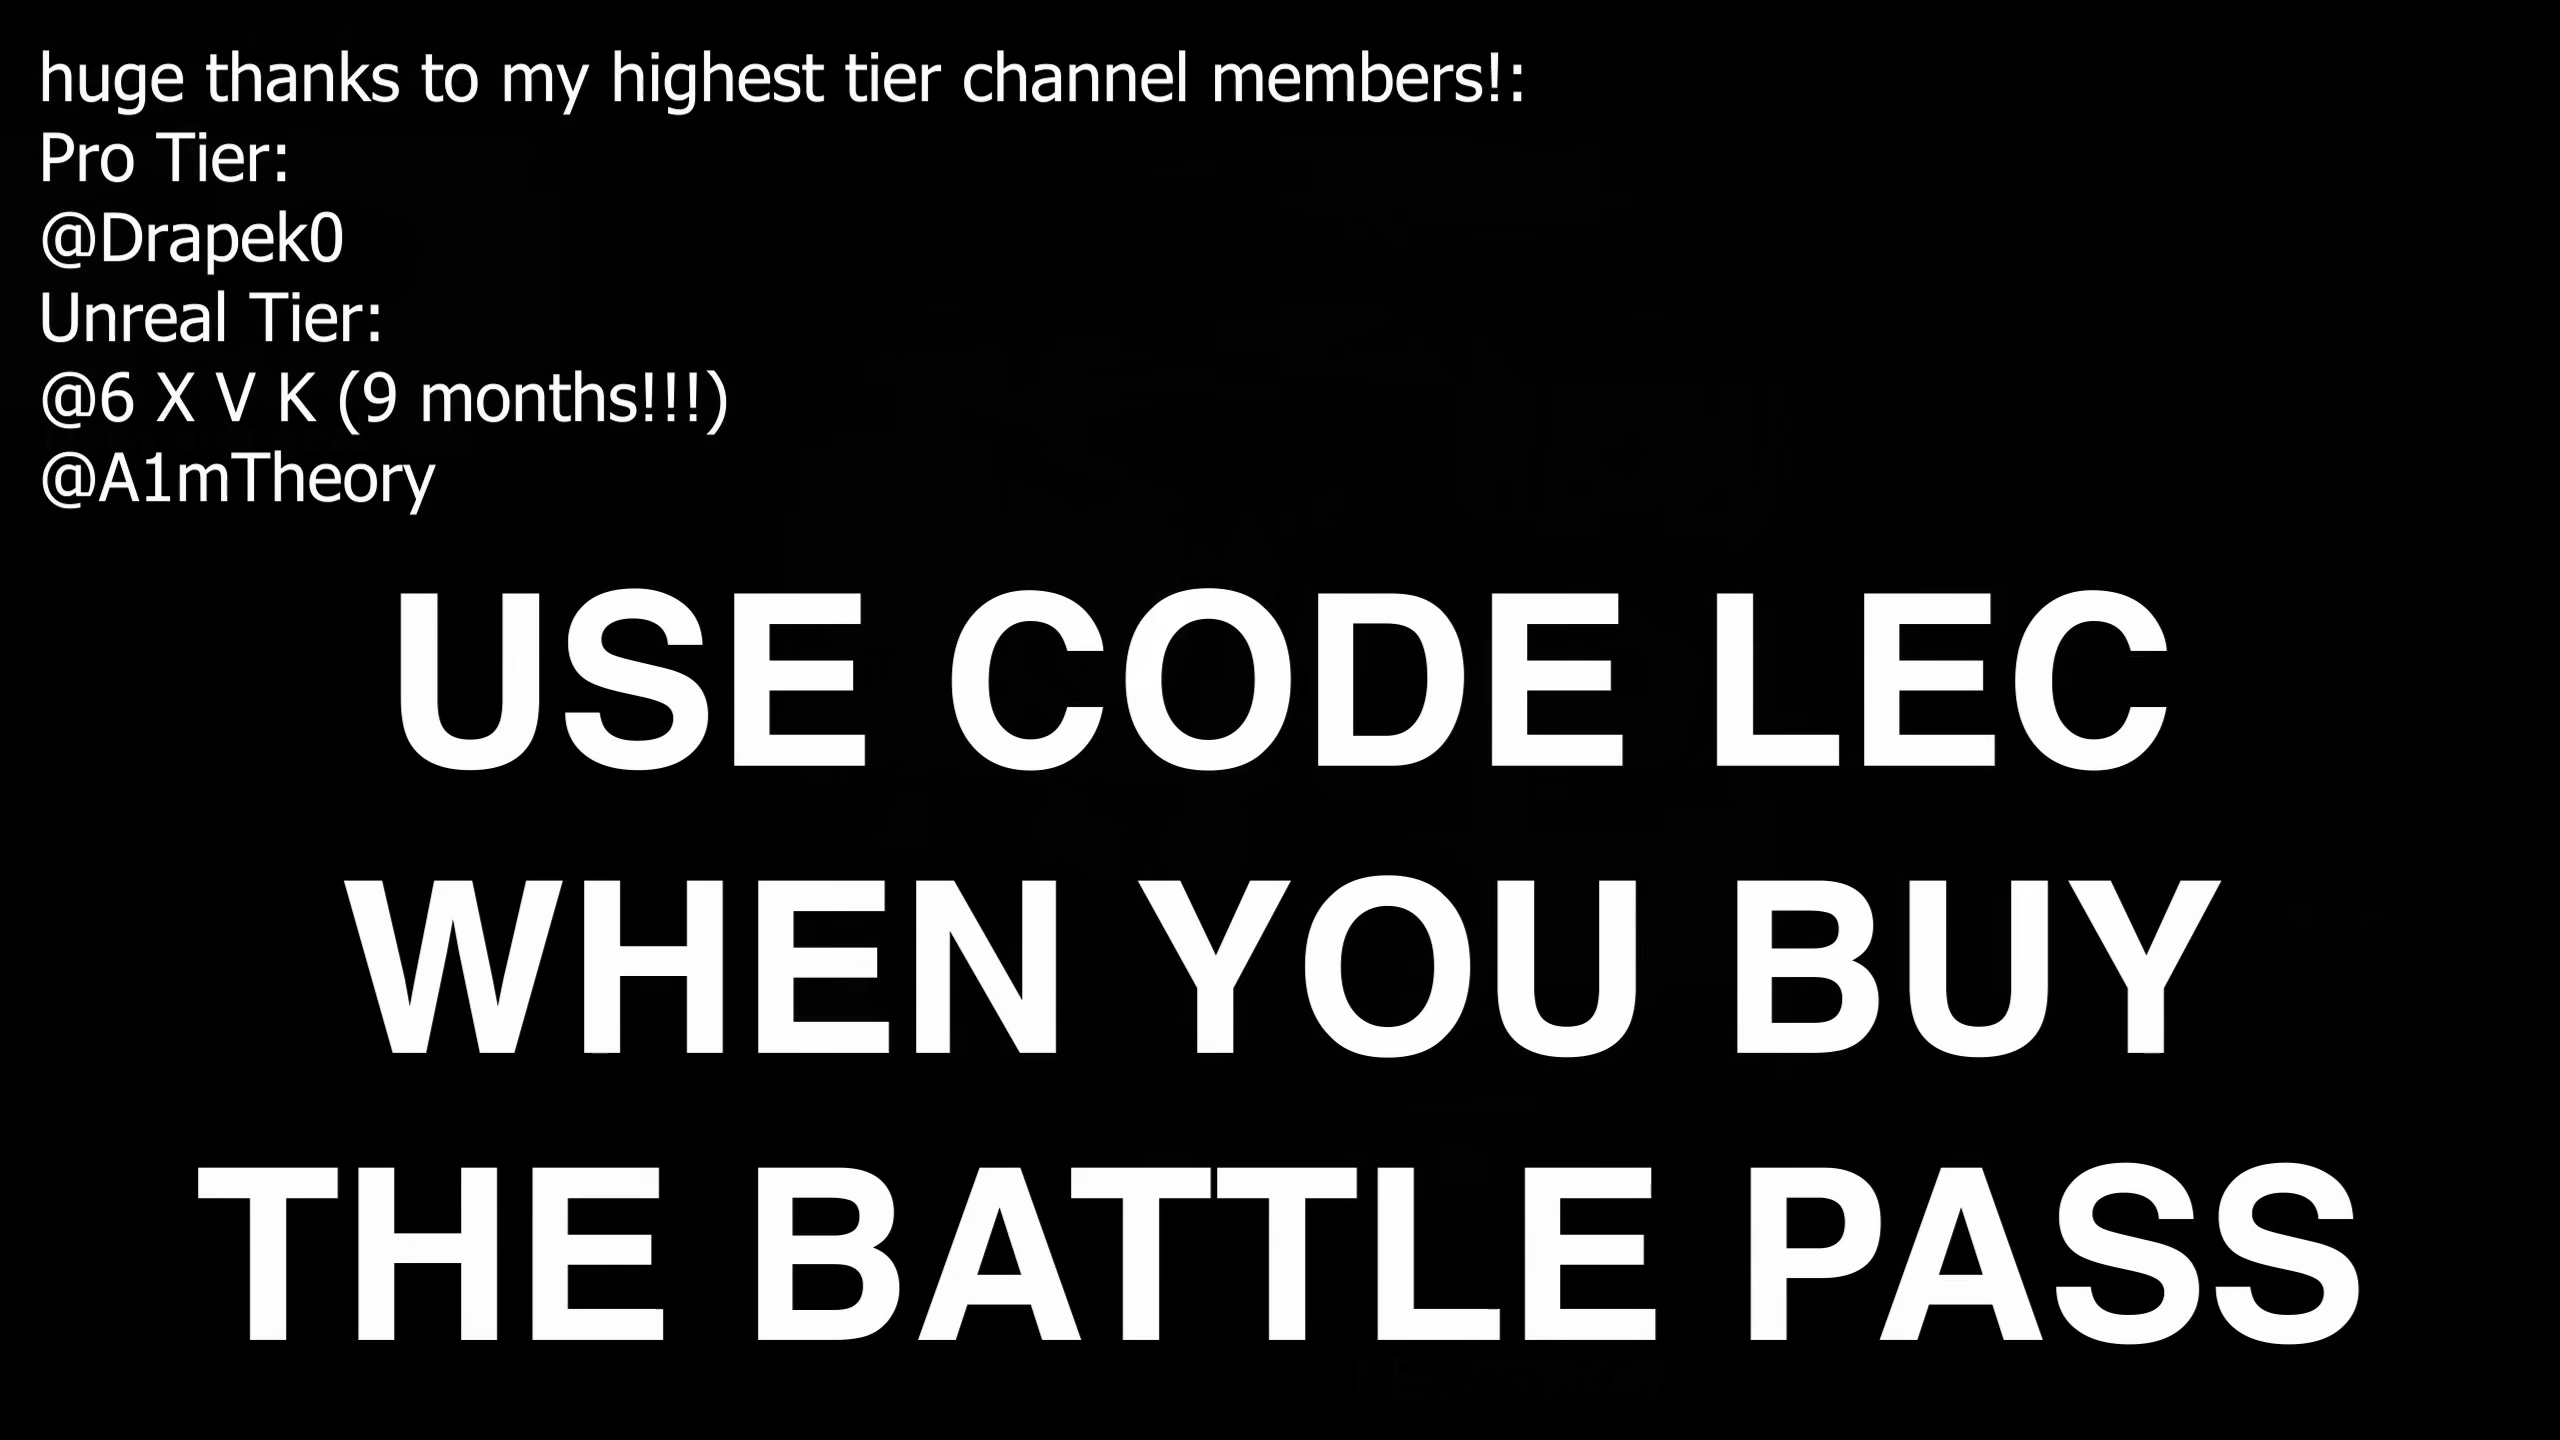 huge thanks to my highest tier channel members!:
Pro Tier:
@Drapek0
Unreal Tier:
@6 X V K (9 months!!!)
@A1mTheory
USE CODE LEC
WHEN YOU BUY
THE BATTLE PASS